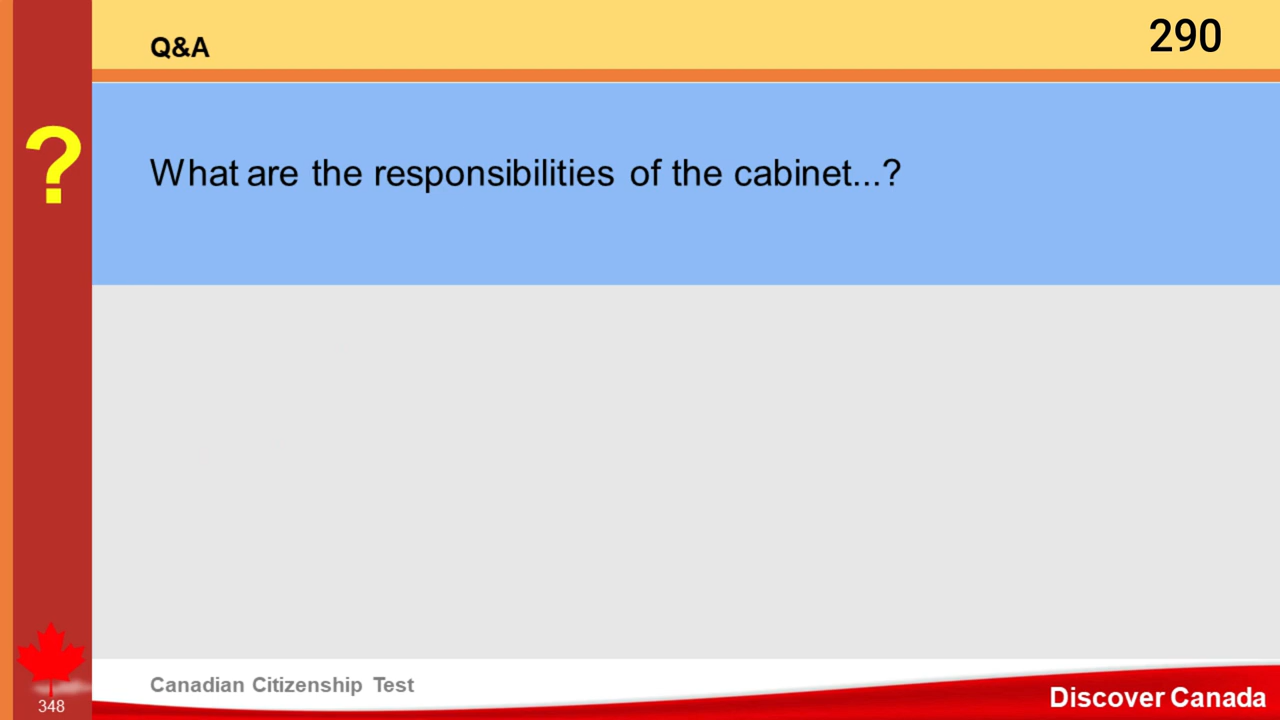 Q&A
290
?
What are the responsibilities of the cabinet...?
Canadian Citizenship Test
Discover Canada
348